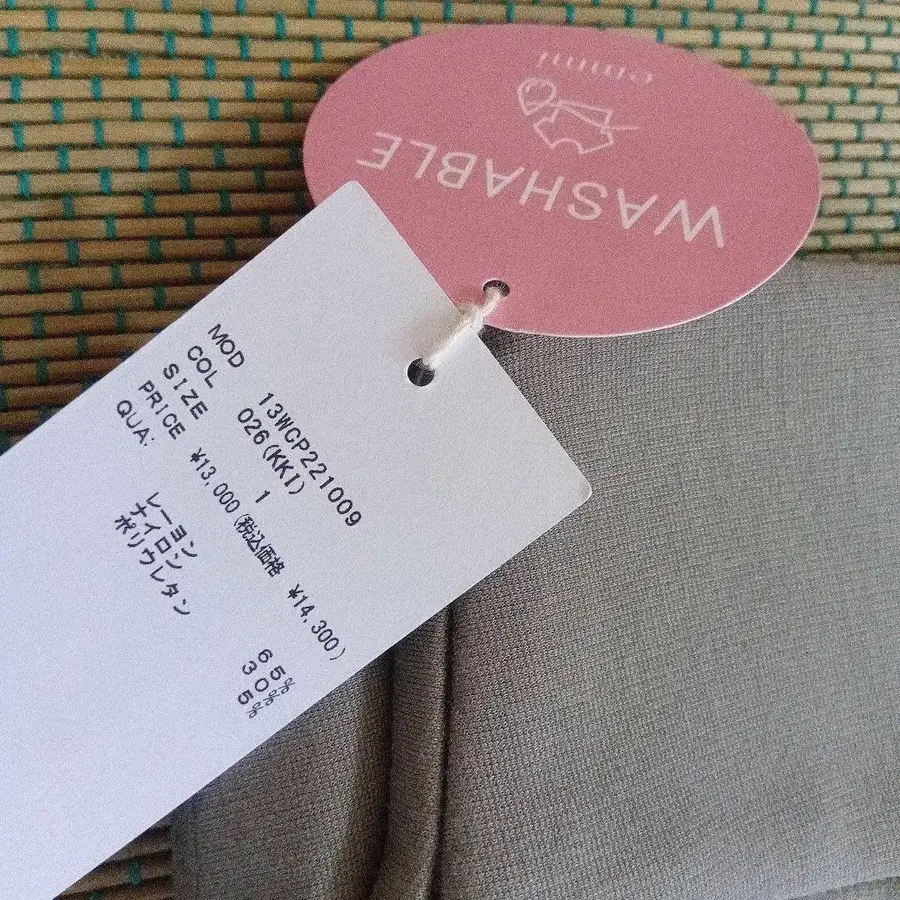 emmi
WASHABLE
MOD 13WCP221009
COL 026(KKI)
SIZE 1
PRICE ¥13,000(税込価格 ¥14,300)
QUA:
レーヨン 65%
ナイロン 30%
ポリウレタン 5%